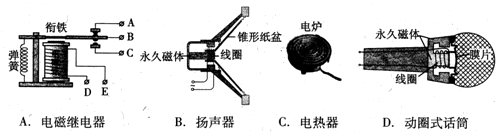 衔铁
A
B
C
弹簧
D
E
永久磁体
锥形纸盆
线圈
电炉
永久磁体
膜片
线圈
A. 电磁继电器
B. 扬声器
C. 电热器
D. 动圈式话筒